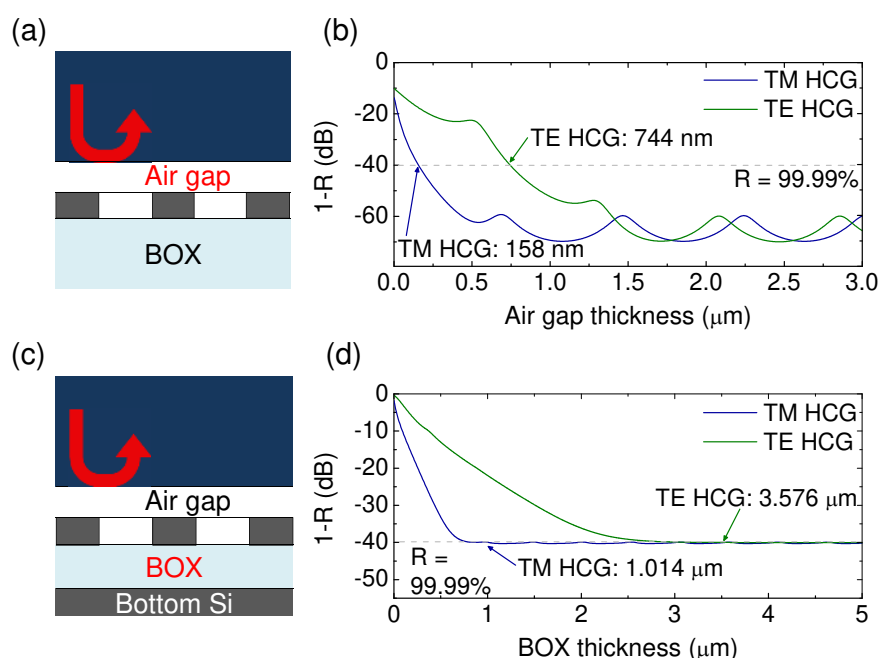 (a)
Air gap
BOX
(b)
0
-20
-40
-60
1-R (dB)
TM HCG
TE HCG
TE HCG: 744 nm
R = 99.99%
TM HCG: 158 nm
0.0 0.5 1.0 1.5 2.0 2.5 3.0
Air gap thickness (μm)
(c)
Air gap
BOX
Bottom Si
(d)
0
-10
-20
-30
-40
-50
1-R (dB)
TM HCG
TE HCG
TE HCG: 3.576 μm
R =
99.99%
TM HCG: 1.014 μm
0 1 2 3 4 5
BOX thickness (μm)